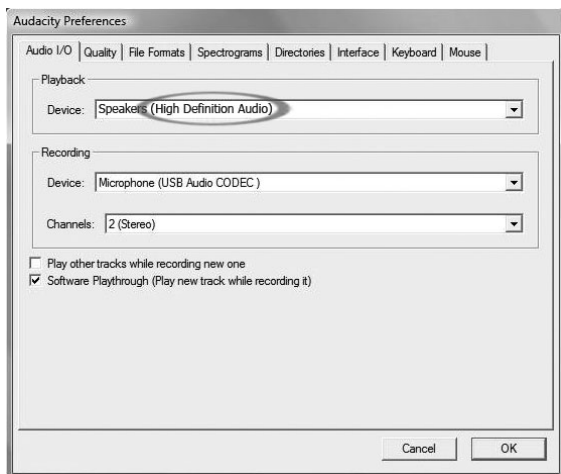 Audacity Preferences
Audio I/O Quality File Formats Spectrograms Directories Interface Keyboard Mouse
Playback
Device: Speakers (High Definition Audio)
Recording
Device: Microphone (USB Audio CODEC )
Channels: 2 (Stereo)
Play other tracks while recording new one
Software Playthrough (Play new track while recording it)
Cancel OK